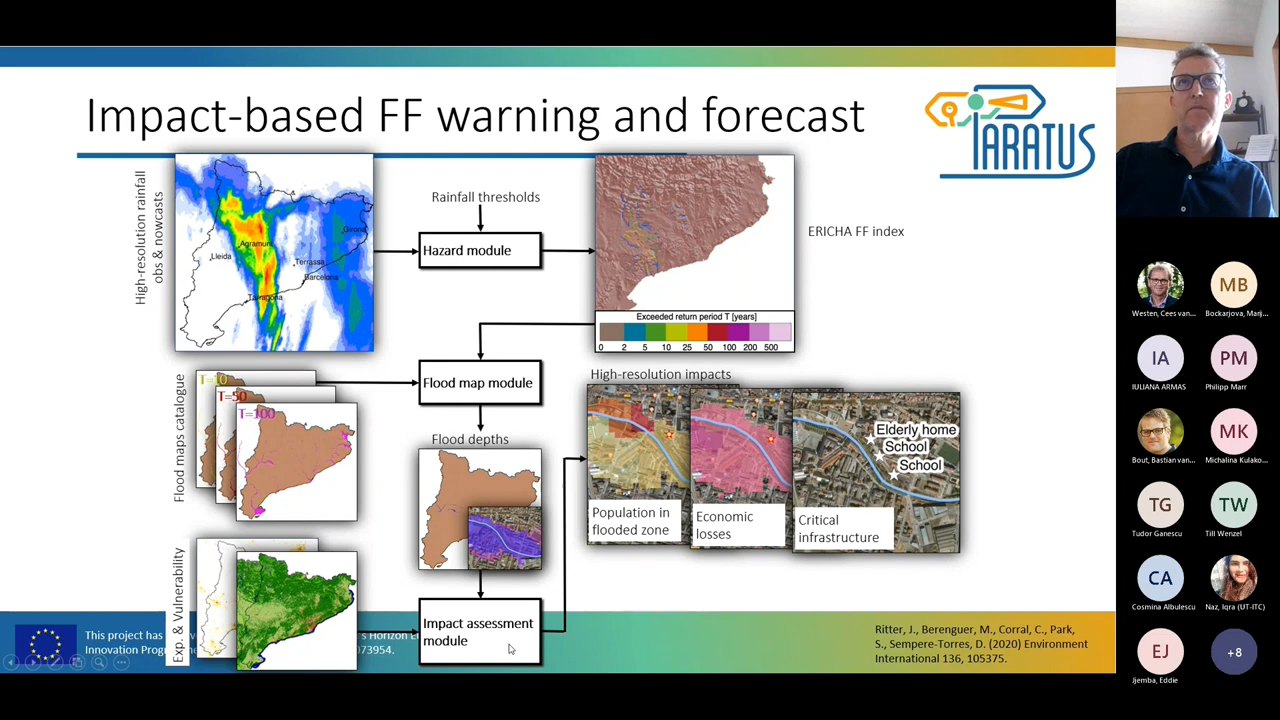 Impact-based FF warning and forecast
PARATUS
High-resolution rainfall
obs & nowcasts
Agramunt
Lleida
Girona
Terrassa
Barcelona
Tarragona
Rainfall thresholds
Hazard module
ERICHA FF index
Exceeded return period T [years]
0 2 5 10 25 50 100 200 500
Flood map module
Flood maps catalogue
T=10
T=50
T=100
Flood depths
High-resolution impacts
Population in
flooded zone
Economic
losses
Critical
infrastructure
Elderly home
School
School
Exp. & Vulnerability
Impact assessment
module
This project has
Innovation
's Horizon
073954.
Ritter, J., Berenguer, M., Corral, C., Park,
S., Sempere-Torres, D. (2020) Environment
International 136, 105375.
Westen, Cees van...
MB
Bockarjova, Marij...
IA
IULIANA ARMAS
PM
Philipp Marr
Bout, Bastian van...
MK
Michalina Kulako...
TG
Tudor Ganescu
TW
Till Wenzel
CA
Cosmina Albulescu
Naz, Iqra (UT-ITC)
EJ
Jjemba, Eddie
+8